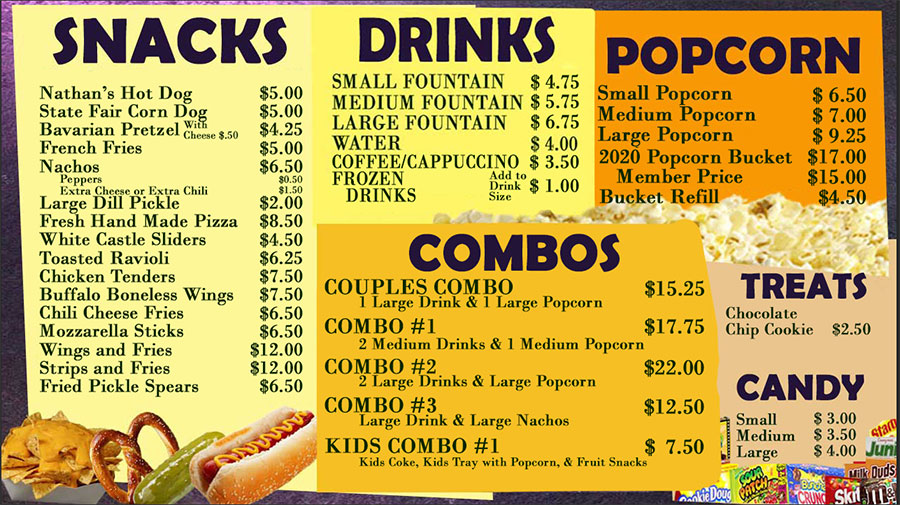 SNACKS
Nathan's Hot Dog $5.00
State Fair Corn Dog $5.00
Bavarian Pretzel With Cheese $.50 $4.25
French Fries $5.00
Nachos $6.50
Peppers $0.50
Extra Cheese or Extra Chili $1.50
Large Dill Pickle $2.00
Fresh Hand Made Pizza $8.50
White Castle Sliders $4.50
Toasted Ravioli $6.25
Chicken Tenders $7.50
Buffalo Boneless Wings $7.50
Chili Cheese Fries $6.50
Mozzarella Sticks $6.50
Wings and Fries $12.00
Strips and Fries $12.00
Fried Pickle Spears $6.50
DRINKS
SMALL FOUNTAIN $ 4.75
MEDIUM FOUNTAIN $ 5.75
LARGE FOUNTAIN $ 6.75
WATER $ 4.00
COFFEE/CAPPUCCINO $ 3.50
FROZEN DRINKS Add to Drink Size $ 1.00
POPCORN
Small Popcorn $ 6.50
Medium Popcorn $ 7.00
Large Popcorn $ 9.25
2020 Popcorn Bucket $17.00
Member Price $15.00
Bucket Refill $4.50
COMBOS
COUPLES COMBO $15.25
1 Large Drink & 1 Large Popcorn
COMBO #1 $17.75
2 Medium Drinks & 1 Medium Popcorn
COMBO #2 $22.00
2 Large Drinks & Large Popcorn
COMBO #3 $12.50
Large Drink & Large Nachos
KIDS COMBO #1 $ 7.50
Kids Coke, Kids Tray with Popcorn, & Fruit Snacks
TREATS
Chocolate
Chip Cookie $2.50
CANDY
Small $ 3.00
Medium $ 3.50
Large $ 4.00
SOUR PATCH
Milk Duds